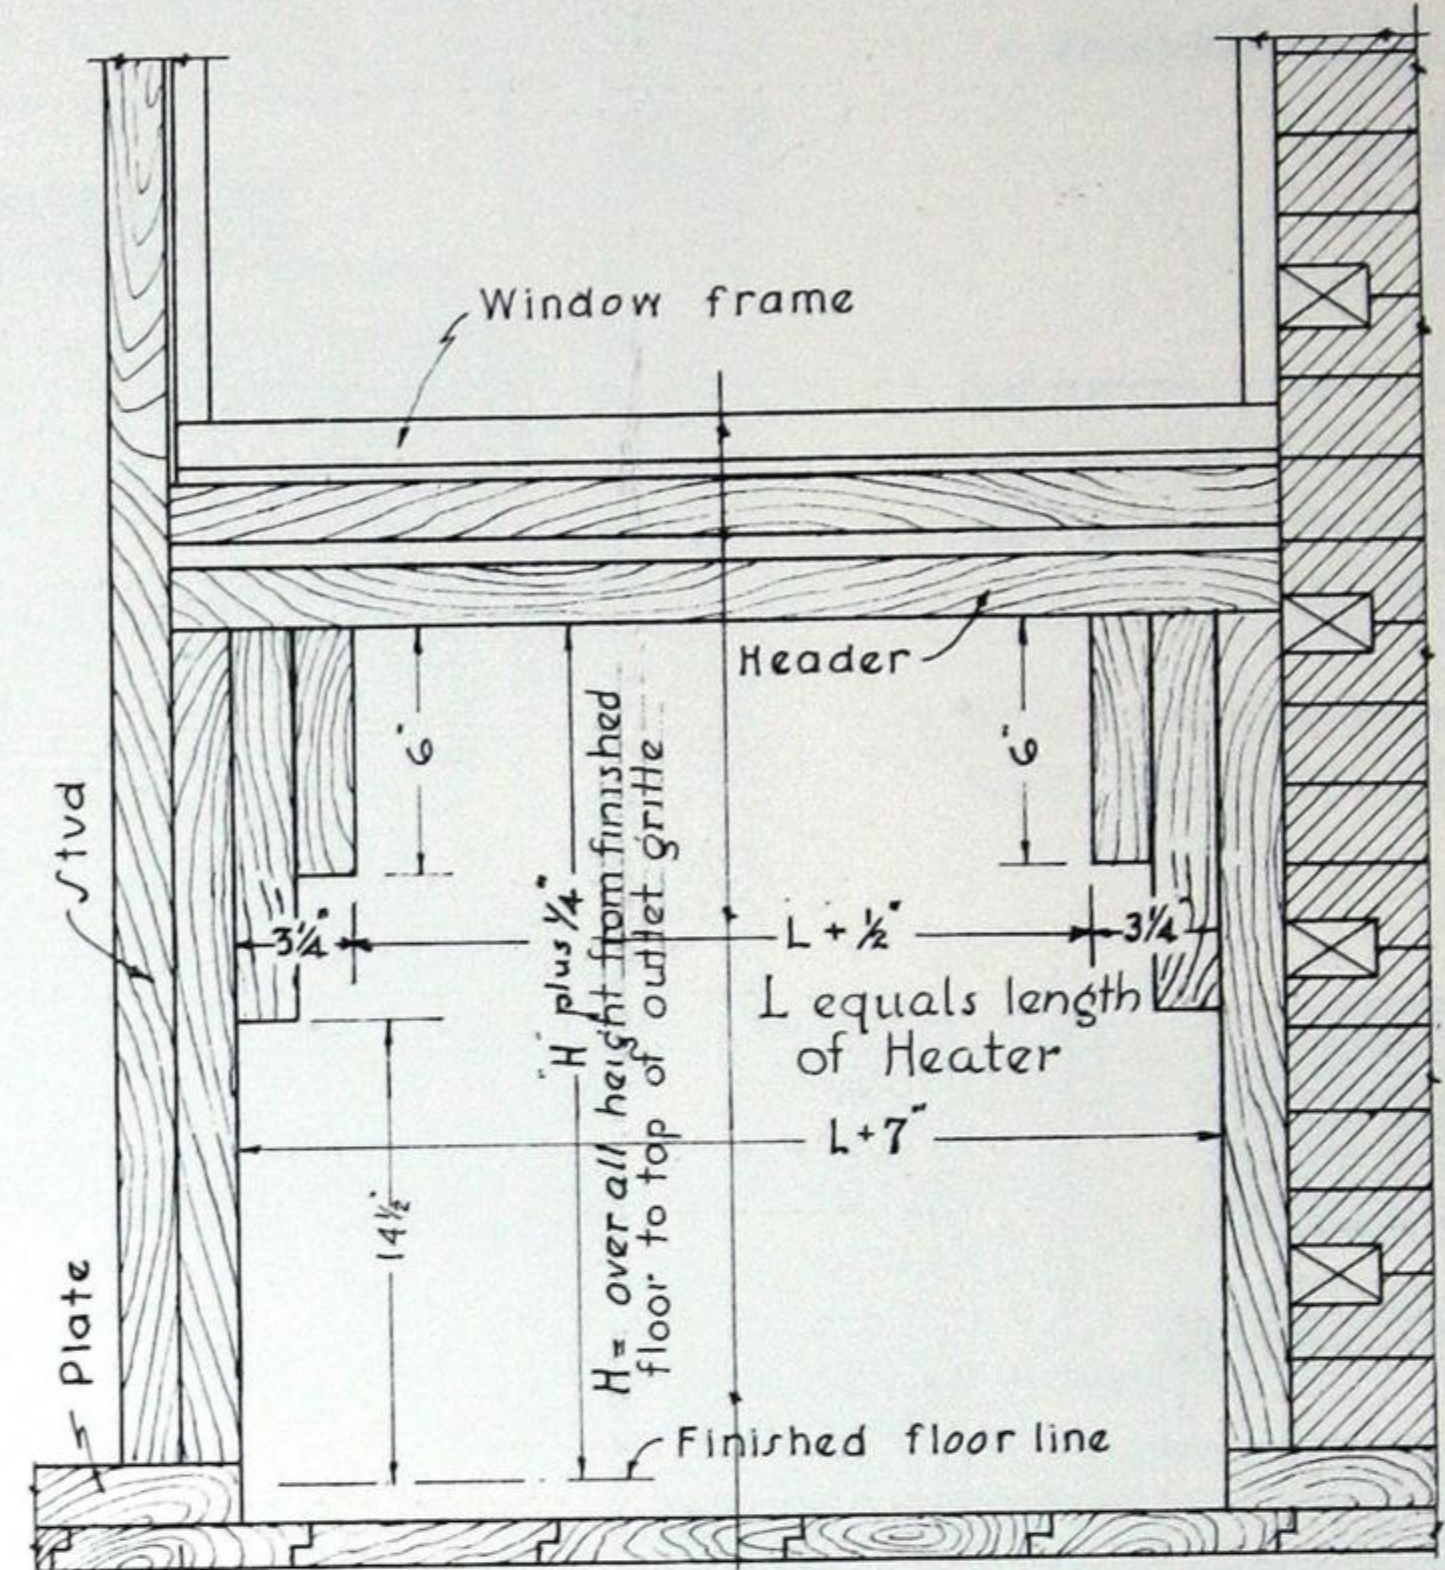 Window frame
Header
6"
6"
Stud
3¼"
L + ½"
3¼"
"H" plus ¼"
H = over all height from finished
floor to top of outlet grille
L equals length
of Heater
L + 7"
14½"
Plate
Finished floor line